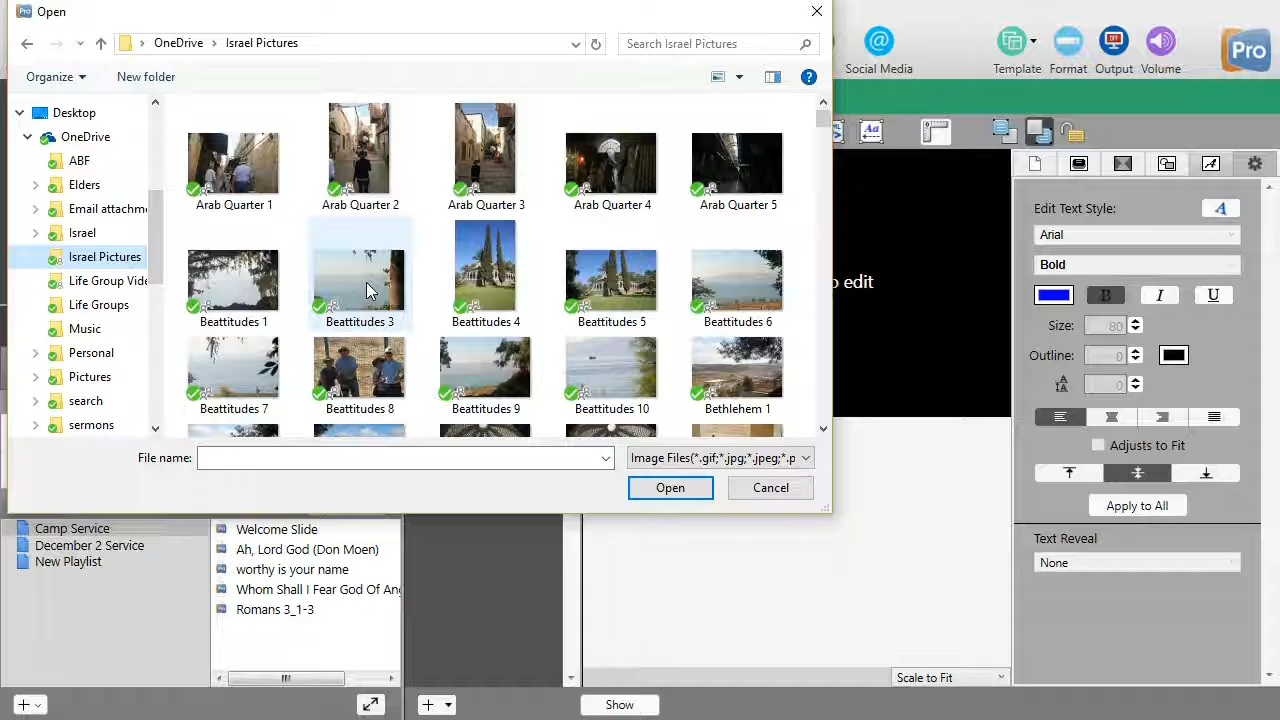 Open
OneDrive
Israel Pictures
Search Israel Pictures
Social Media
Template
Format
Output
Volume
Pro
Organize
New folder
Desktop
OneDrive
ABF
Elders
Email attachm
Israel
Israel Pictures
Life Group Vide
Life Groups
Music
Personal
Pictures
search
sermons
Arab Quarter 1
Arab Quarter 2
Arab Quarter 3
Arab Quarter 4
Arab Quarter 5
Beattitudes 1
Beattitudes 3
Beattitudes 4
Beattitudes 5
Beattitudes 6
Beattitudes 7
Beattitudes 8
Beattitudes 9
Beattitudes 10
Bethlehem 1
File name:
Image Files(*.gif;*.jpg;*.jpeg;*.p
Open
Cancel
o edit
Edit Text Style:
Arial
Bold
B
I
U
Size:
80
Outline:
0
0
Adjusts to Fit
Apply to All
Text Reveal
None
Camp Service
December 2 Service
New Playlist
Welcome Slide
Ah, Lord God (Don Moen)
worthy is your name
Whom Shall I Fear God Of Ang
Romans 3_1-3
Scale to Fit
Show